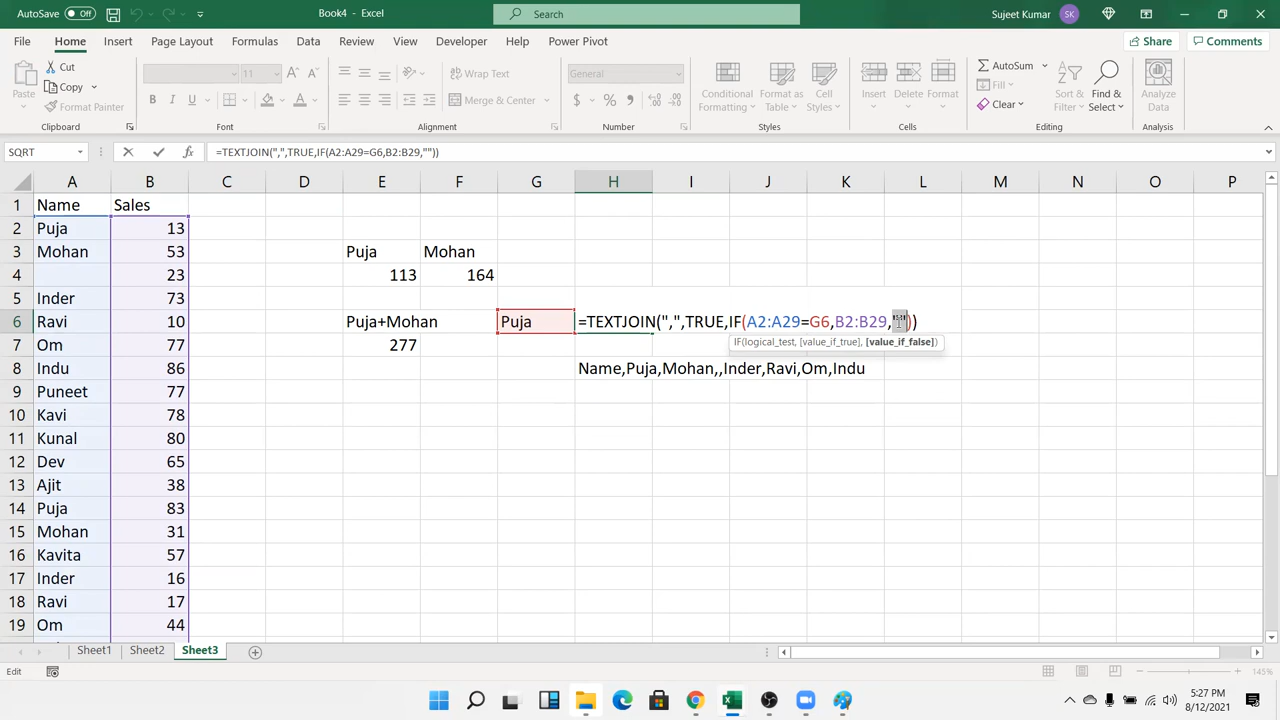 AutoSave Off
Book4 - Excel
Search
Sujeet Kumar
SK
File Home Insert Page Layout Formulas Data Review View Developer Help Power Pivot
Share
Comments
Paste
Cut
Copy
Format Painter
Clipboard
11
Font
Wrap Text
Merge & Center
Alignment
General
Number
Conditional Formatting
Format as Table
Cell Styles
Styles
Insert
Delete
Format
Cells
AutoSum
Fill
Clear
Sort & Filter
Find & Select
Editing
Analyze Data
Analysis
SQRT
=TEXTJOIN(",",TRUE,IF(A2:A29=G6,B2:B29,""))
A B C D E F G H I J K L M N O P
1 Name Sales
2 Puja 13
3 Mohan 53 Puja Mohan
4 23 113 164
5 Inder 73
6 Ravi 10 Puja+Mohan Puja =TEXTJOIN(",",TRUE,IF(A2:A29=G6,B2:B29,""))
IF(logical_test, [value_if_true], [value_if_false])
7 Om 77 277
8 Indu 86 Name,Puja,Mohan,,Inder,Ravi,Om,Indu
9 Puneet 77
10 Kavi 78
11 Kunal 80
12 Dev 65
13 Ajit 38
14 Puja 83
15 Mohan 31
16 Kavita 57
17 Inder 16
18 Ravi 17
19 Om 44
Sheet1 Sheet2 Sheet3
Edit
145%
5:27 PM
8/12/2021